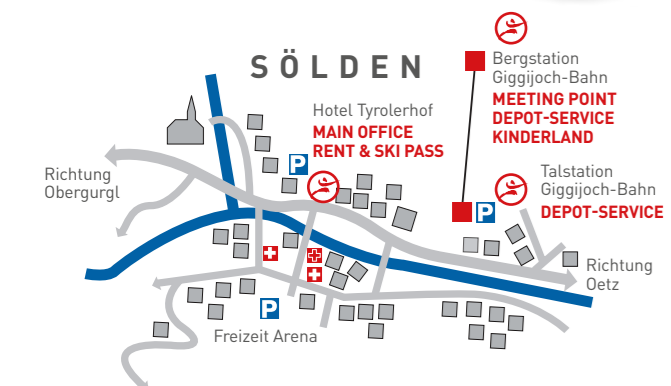 SÖLDEN
Bergstation
Giggijoch-Bahn
MEETING POINT
DEPOT-SERVICE
KINDERLAND
Hotel Tyrolerhof
MAIN OFFICE
RENT & SKI PASS
P
Richtung
Obergurgl
Talstation
Giggijoch-Bahn
DEPOT-SERVICE
P
Richtung
Oetz
P
Freizeit Arena